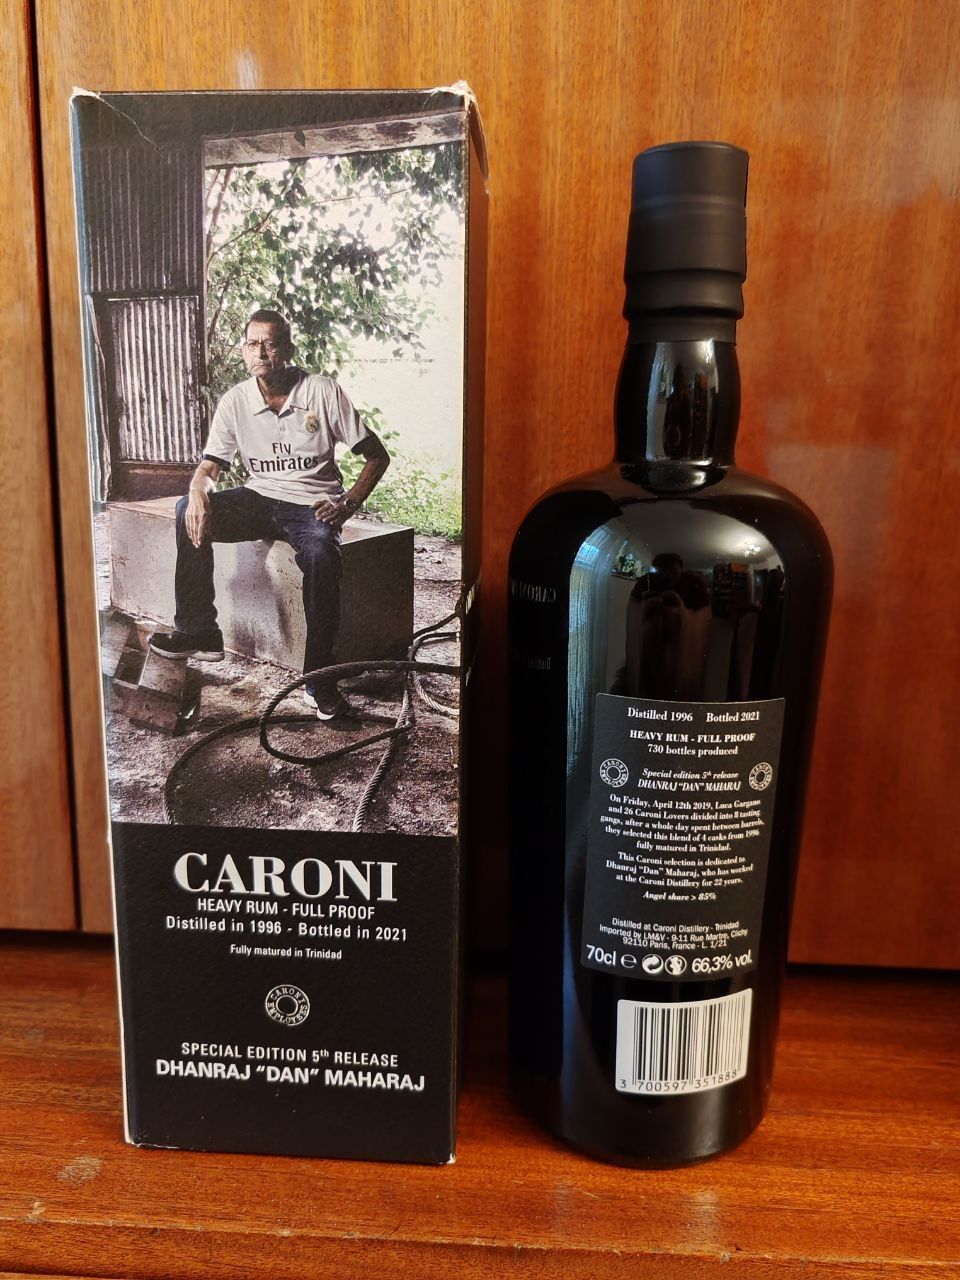 Fly
Emirates
CARONI
HEAVY RUM - FULL PROOF
Distilled in 1996 - Bottled in 2021
Fully matured in Trinidad
CARONI
EMPLOYEES
SPECIAL EDITION 5th RELEASE
DHANRAJ "DAN" MAHARAJ
CARONI
Distilled 1996 Bottled 2021
HEAVY RUM - FULL PROOF
730 bottles produced
CARONI
EMPLOYEES
Special edition 5th release
DHANRAJ "DAN" MAHARAJ
CARONI
EMPLOYEES
On Friday, April 12th 2019, Luca Gargano
and 26 Caroni Lovers divided into 8 tasting
gangs, after a whole day spent between barrels,
they selected this blend of 4 casks from 1996
fully matured in Trinidad.
This Caroni selection is dedicated to
Dhanraj "Dan" Maharaj, who has worked
at the Caroni Distillery for 22 years.
Angel share > 85%
Distilled at Caroni Distillery - Trinidad
Imported by LM&V - 9-11 Rue Martre, Clichy
92110 Paris, France - L. 1/21
70cl e 66,3% vol.
3 700597 351888